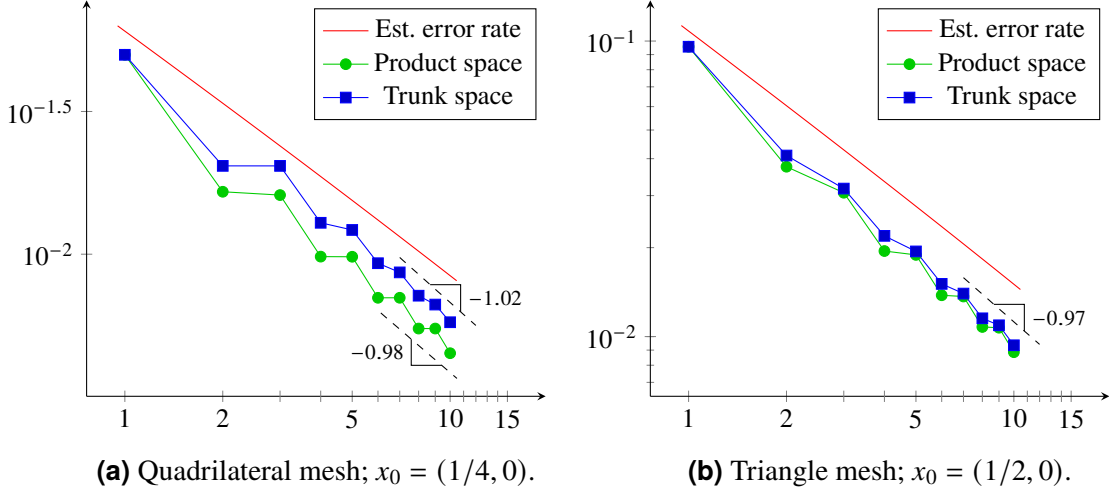 Est. error rate
Product space
Trunk space
10^{-1.5}
10^{-2}
−1.02
−0.98
1 2 5 10 15
(a) Quadrilateral mesh; x_0 = (1/4, 0).
Est. error rate
Product space
Trunk space
10^{-1}
10^{-2}
−0.97
1 2 5 10 15
(b) Triangle mesh; x_0 = (1/2, 0).